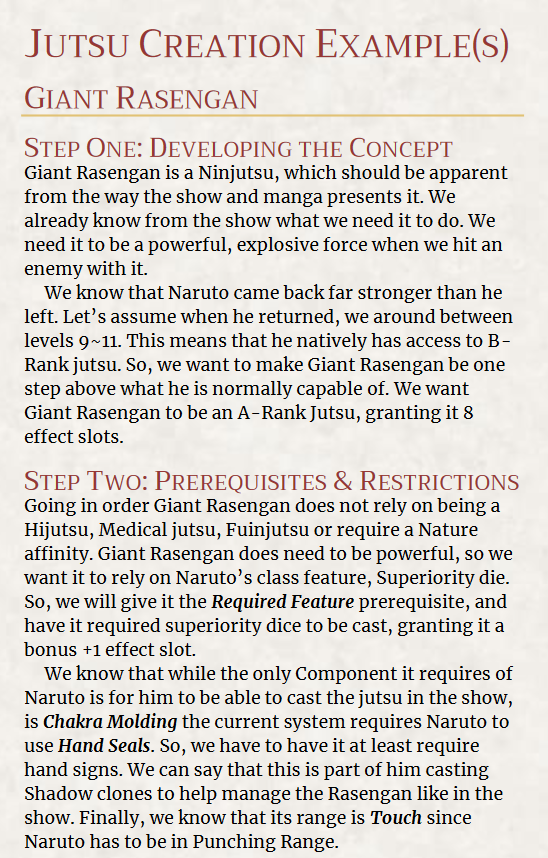 JUTSU CREATION EXAMPLE(S)
GIANT RASENGAN
STEP ONE: DEVELOPING THE CONCEPT
Giant Rasengan is a Ninjutsu, which should be apparent
from the way the show and manga presents it. We
already know from the show what we need it to do. We
need it to be a powerful, explosive force when we hit an
enemy with it.
We know that Naruto came back far stronger than he
left. Let's assume when he returned, we around between
levels 9~11. This means that he natively has access to B-
Rank jutsu. So, we want to make Giant Rasengan be one
step above what he is normally capable of. We want
Giant Rasengan to be an A-Rank Jutsu, granting it 8
effect slots.
STEP TWO: PREREQUISITES & RESTRICTIONS
Going in order Giant Rasengan does not rely on being a
Hijutsu, Medical jutsu, Fuinjutsu or require a Nature
affinity. Giant Rasengan does need to be powerful, so we
want it to rely on Naruto's class feature, Superiority die.
So, we will give it the Required Feature prerequisite, and
have it required superiority dice to be cast, granting it a
bonus +1 effect slot.
We know that while the only Component it requires of
Naruto is for him to be able to cast the jutsu in the show,
is Chakra Molding the current system requires Naruto to
use Hand Seals. So, we have to have it at least require
hand signs. We can say that this is part of him casting
Shadow clones to help manage the Rasengan like in the
show. Finally, we know that its range is Touch since
Naruto has to be in Punching Range.